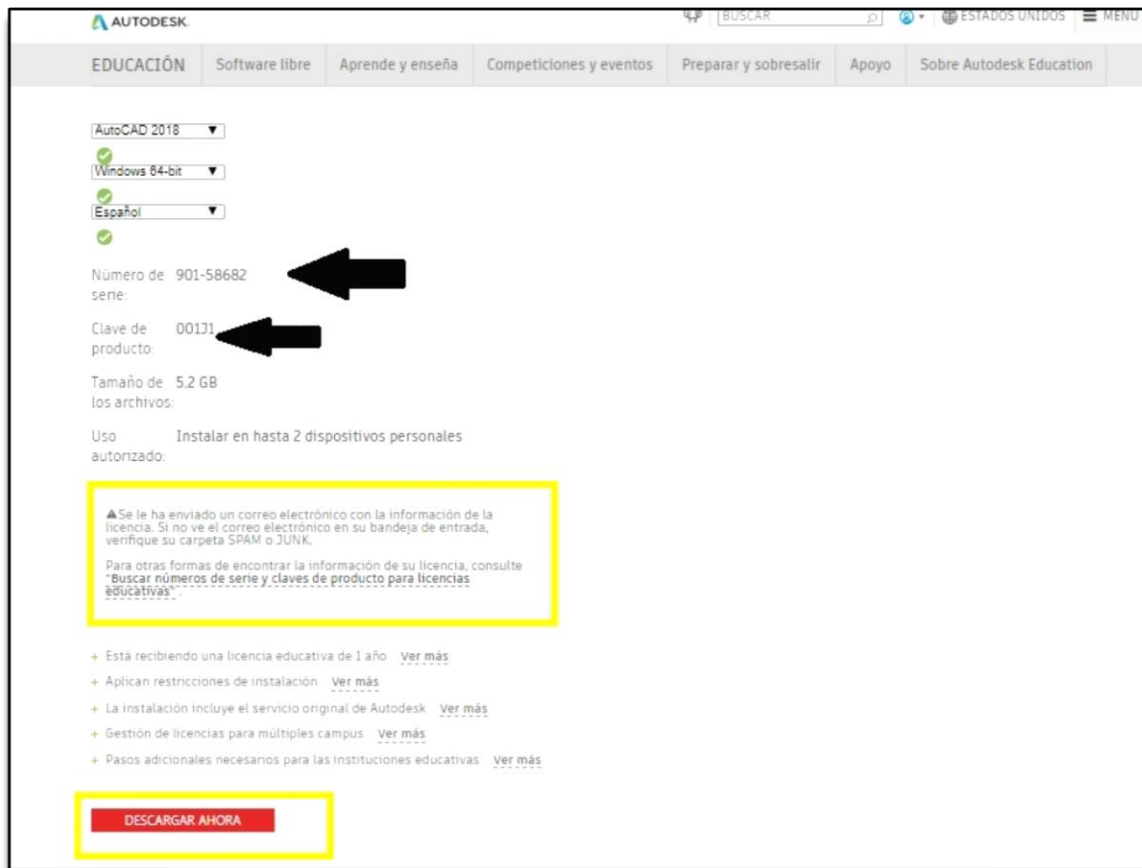 AUTODESK.
BUSCAR
ESTADOS UNIDOS
MENÚ
EDUCACIÓN Software libre Aprende y enseña Competiciones y eventos Preparar y sobresalir Apoyo Sobre Autodesk Education
AutoCAD 2018
Windows 64-bit
Español
Número de 901-58682
serie:
Clave de 001J1
producto:
Tamaño de 5.2 GB
los archivos:
Uso Instalar en hasta 2 dispositivos personales
autorizado:
Se le ha enviado un correo electrónico con la información de la
licencia. Si no ve el correo electrónico en su bandeja de entrada,
verifique su carpeta SPAM o JUNK.
Para otras formas de encontrar la información de su licencia, consulte
"Buscar números de serie y claves de producto para licencias
educativas" .
+ Está recibiendo una licencia educativa de 1 año Ver más
+ Aplican restricciones de instalación Ver más
+ La instalación incluye el servicio original de Autodesk Ver más
+ Gestión de licencias para múltiples campus Ver más
+ Pasos adicionales necesarios para las instituciones educativas Ver más
DESCARGAR AHORA